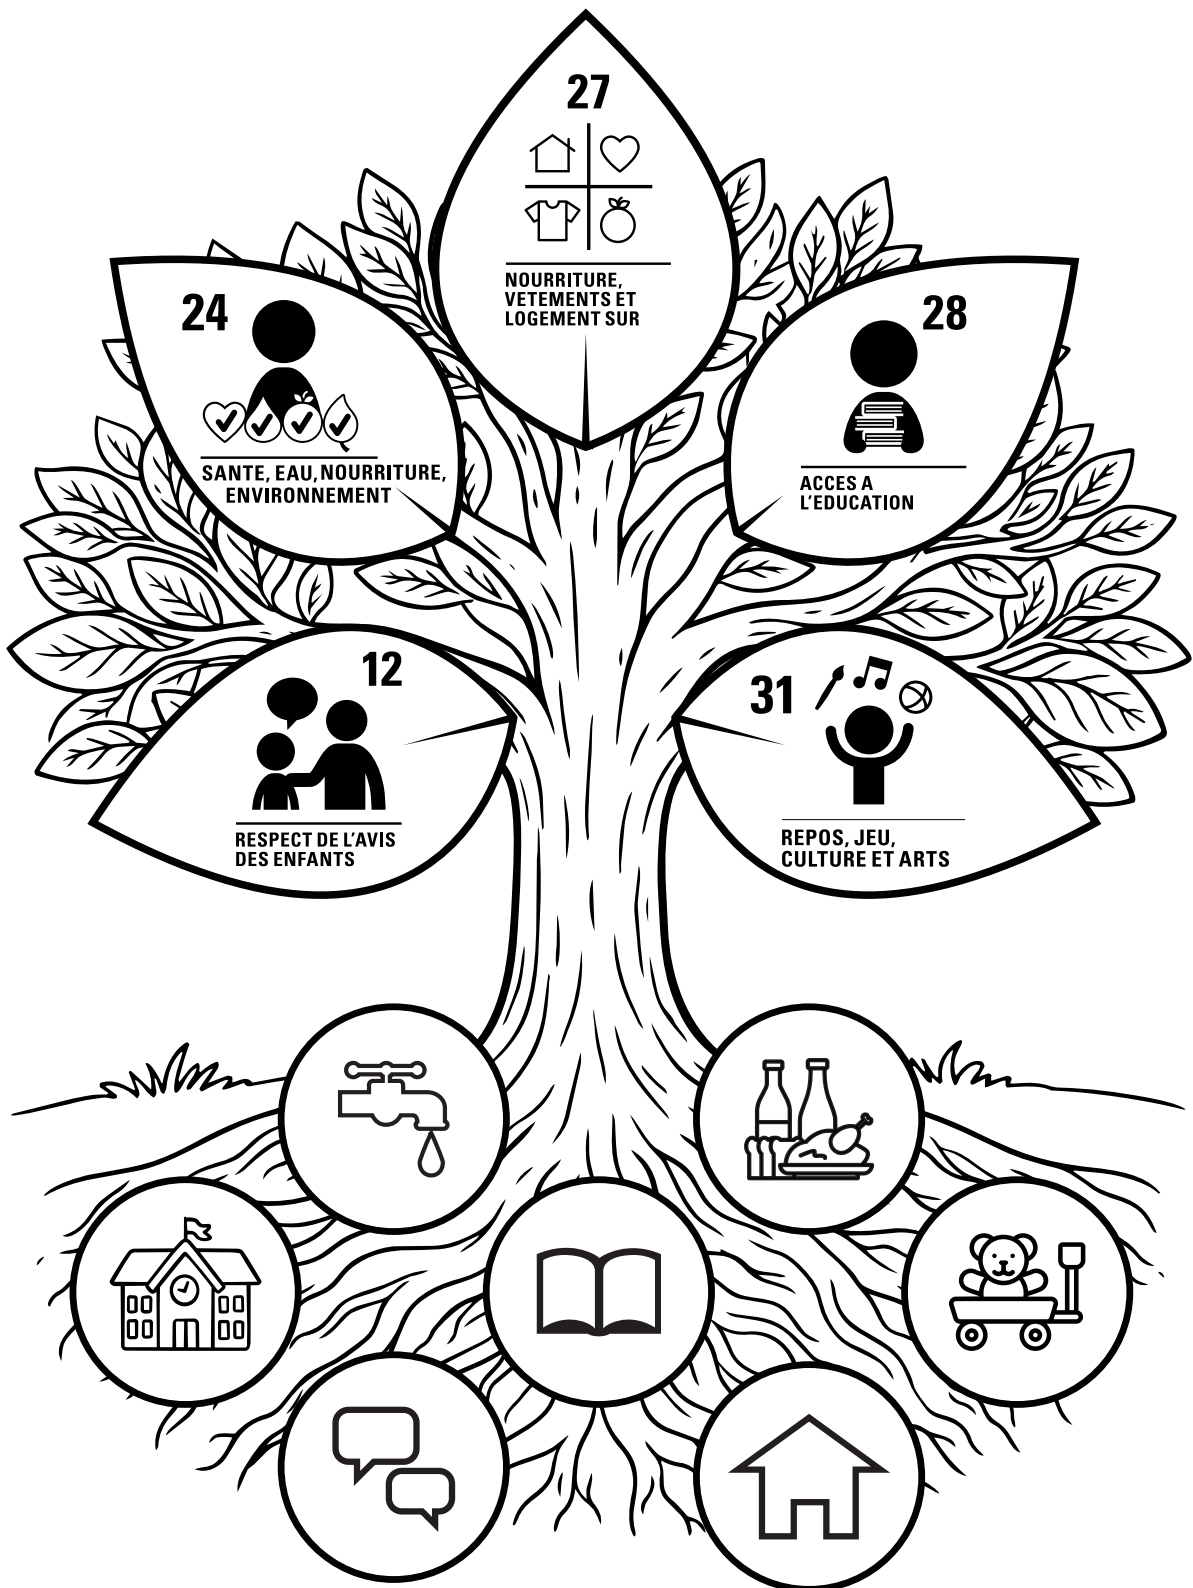 27
NOURRITURE,
VETEMENTS ET
LOGEMENT SUR
24
SANTE, EAU, NOURRITURE,
ENVIRONNEMENT
28
ACCES A
L'EDUCATION
12
RESPECT DE L'AVIS
DES ENFANTS
31
REPOS, JEU,
CULTURE ET ARTS